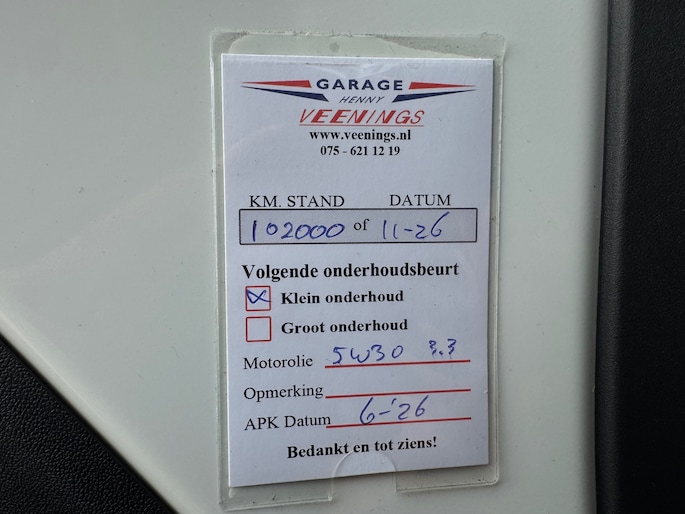 GARAGE
HENNY
VEENINGS
www.veenings.nl
075 - 621 12 19
KM. STAND DATUM
102000 of 11-26
Volgende onderhoudsbeurt
Klein onderhoud
Groot onderhoud
Motorolie 5W30 3.3
Opmerking
APK Datum 6-'26
Bedankt en tot ziens!